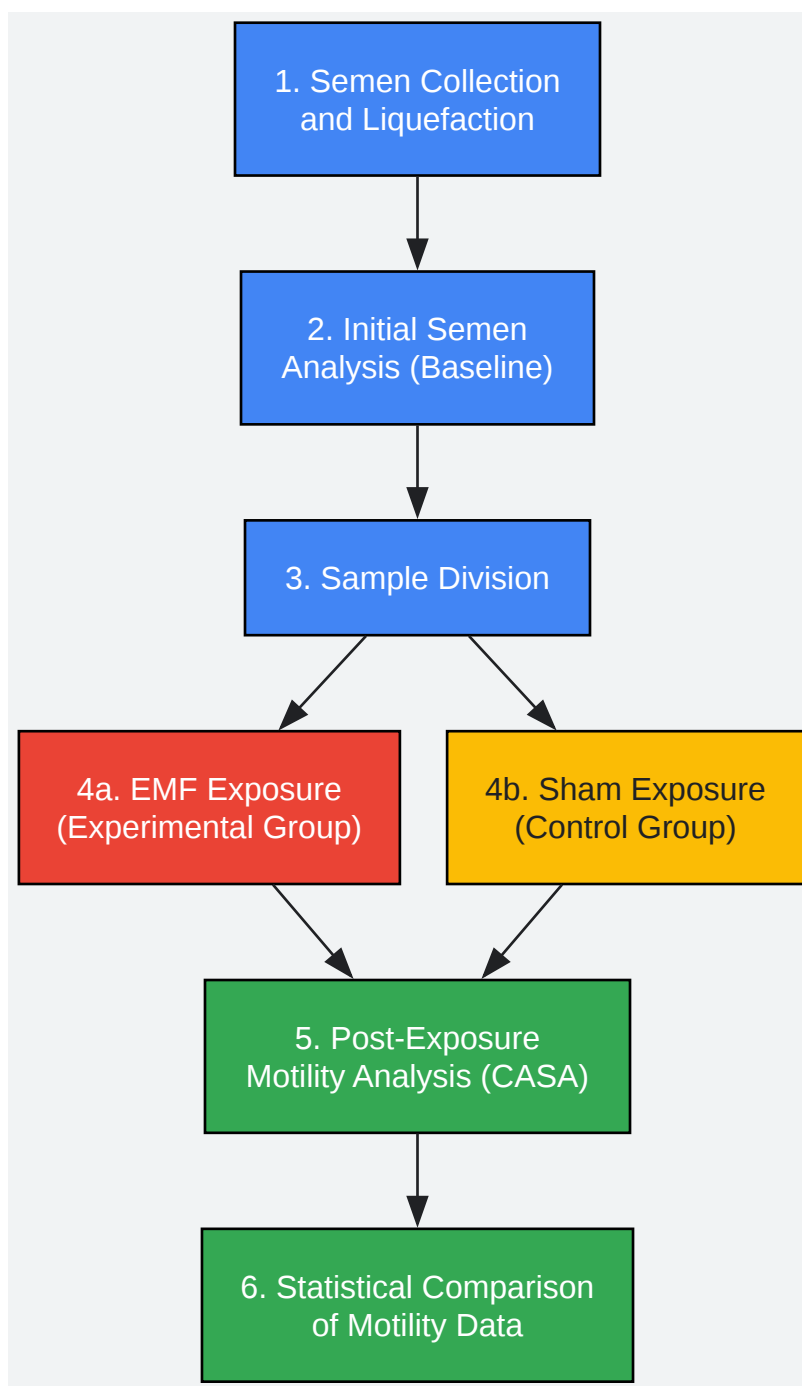 1. Semen Collection
and Liquefaction
2. Initial Semen
Analysis (Baseline)
3. Sample Division
4a. EMF Exposure
(Experimental Group)
4b. Sham Exposure
(Control Group)
5. Post-Exposure
Motility Analysis (CASA)
6. Statistical Comparison
of Motility Data